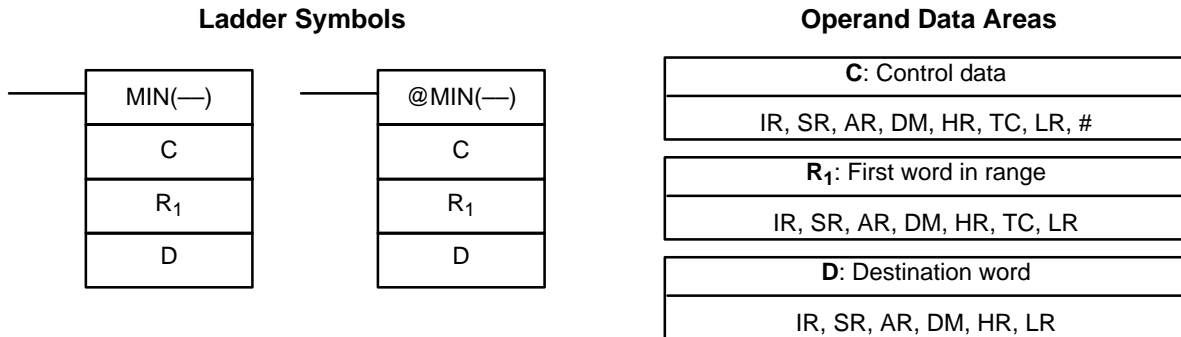 Ladder Symbols
MIN(—)
C
R1
D
@MIN(—)
C
R1
D
Operand Data Areas
C: Control data
IR, SR, AR, DM, HR, TC, LR, #
R1: First word in range
IR, SR, AR, DM, HR, TC, LR
D: Destination word
IR, SR, AR, DM, HR, LR